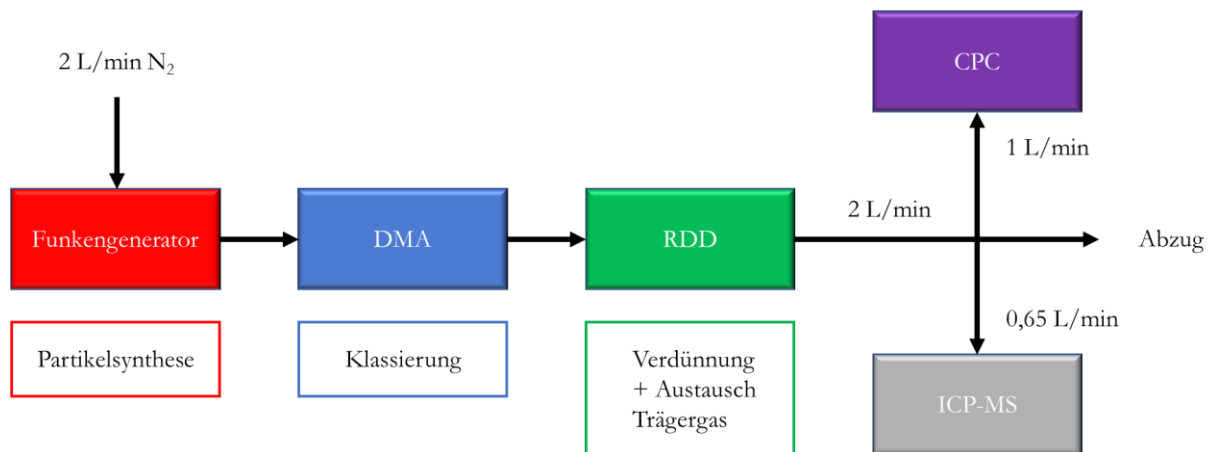 2 L/min N₂
CPC
1 L/min
Funkengenerator
DMA
RDD
2 L/min
Abzug
0,65 L/min
Partikelsynthese
Klassierung
Verdünnung
+ Austausch
Trägergas
ICP-MS